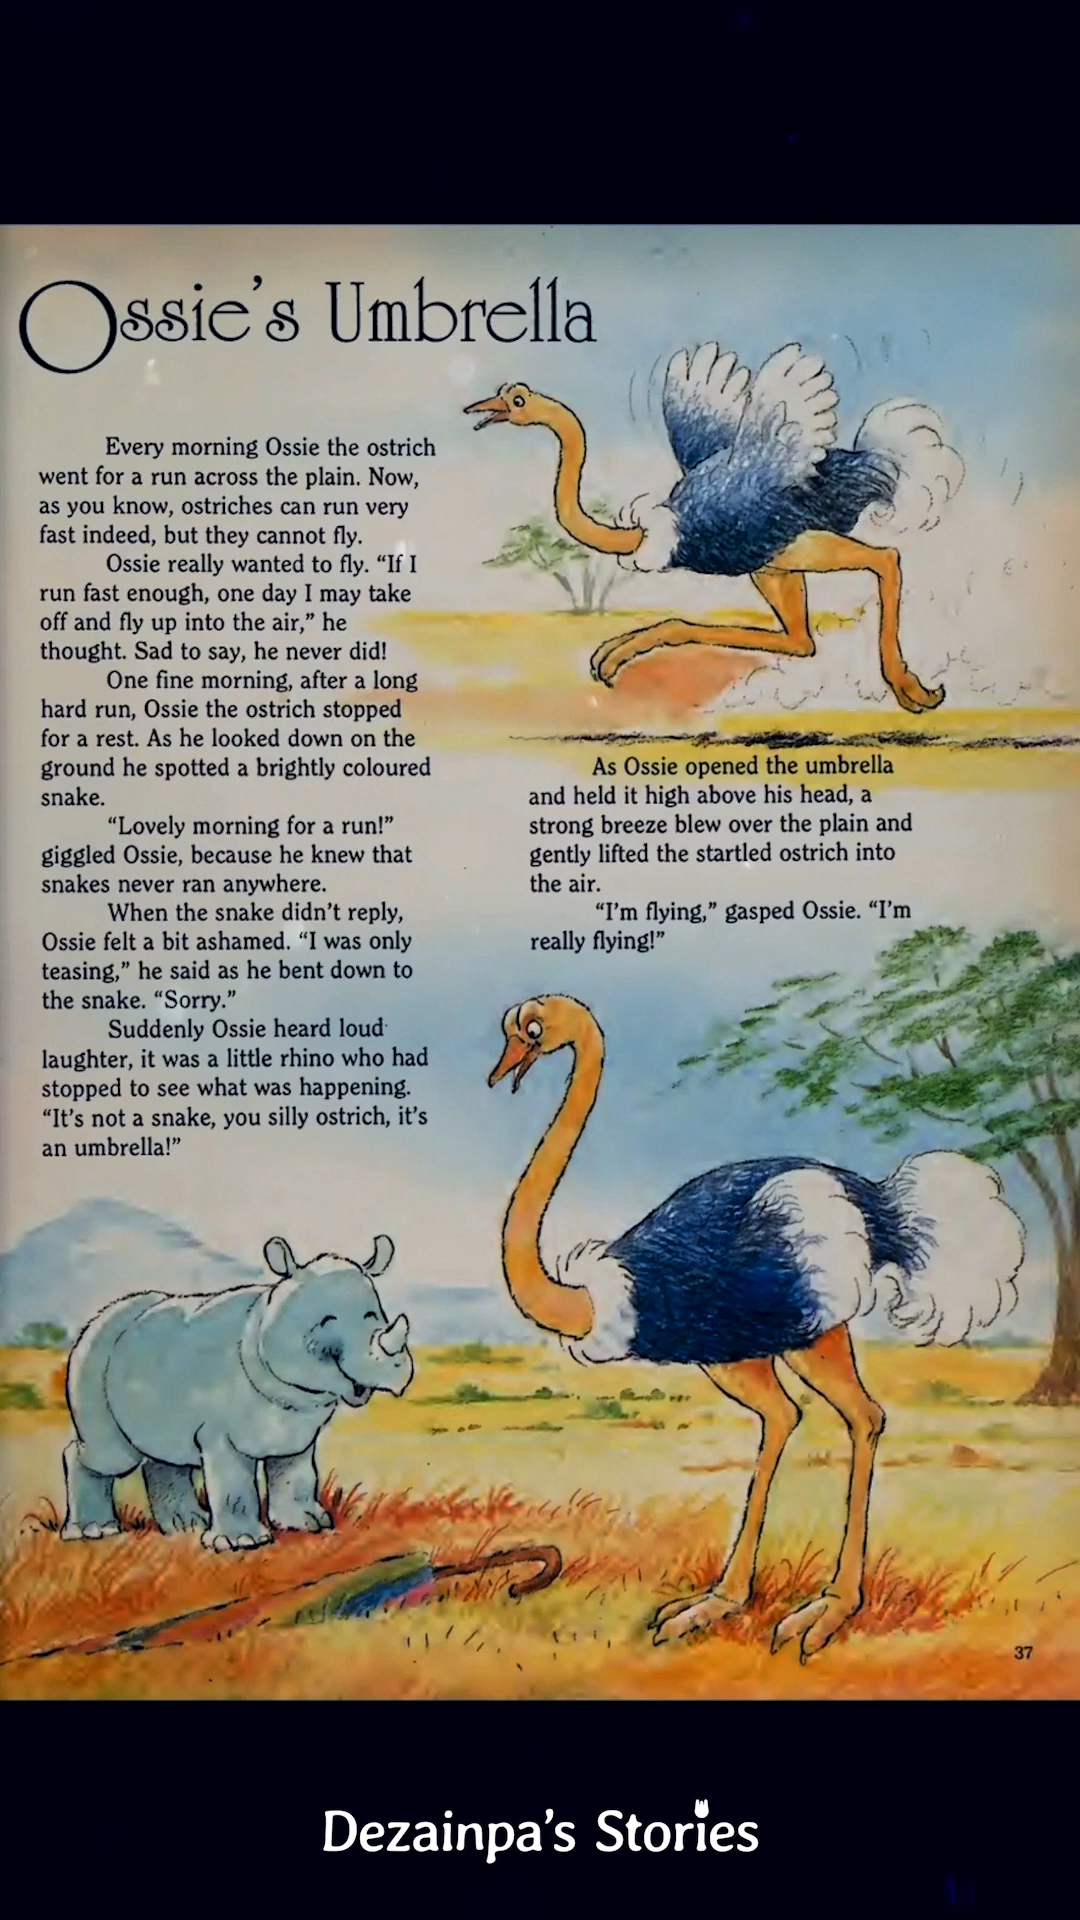 Ossie's Umbrella
Every morning Ossie the ostrich
went for a run across the plain. Now,
as you know, ostriches can run very
fast indeed, but they cannot fly.
Ossie really wanted to fly. “If I
run fast enough, one day I may take
off and fly up into the air,” he
thought. Sad to say, he never did!
One fine morning, after a long
hard run, Ossie the ostrich stopped
for a rest. As he looked down on the
ground he spotted a brightly coloured
snake.
“Lovely morning for a run!”
giggled Ossie, because he knew that
snakes never ran anywhere.
When the snake didn't reply,
Ossie felt a bit ashamed. “I was only
teasing,” he said as he bent down to
the snake. “Sorry.”
Suddenly Ossie heard loud
laughter, it was a little rhino who had
stopped to see what was happening.
“It's not a snake, you silly ostrich, it's
an umbrella!”
As Ossie opened the umbrella
and held it high above his head, a
strong breeze blew over the plain and
gently lifted the startled ostrich into
the air.
“I'm flying,” gasped Ossie. “I'm
really flying!”
37
Dezainpa's Stories